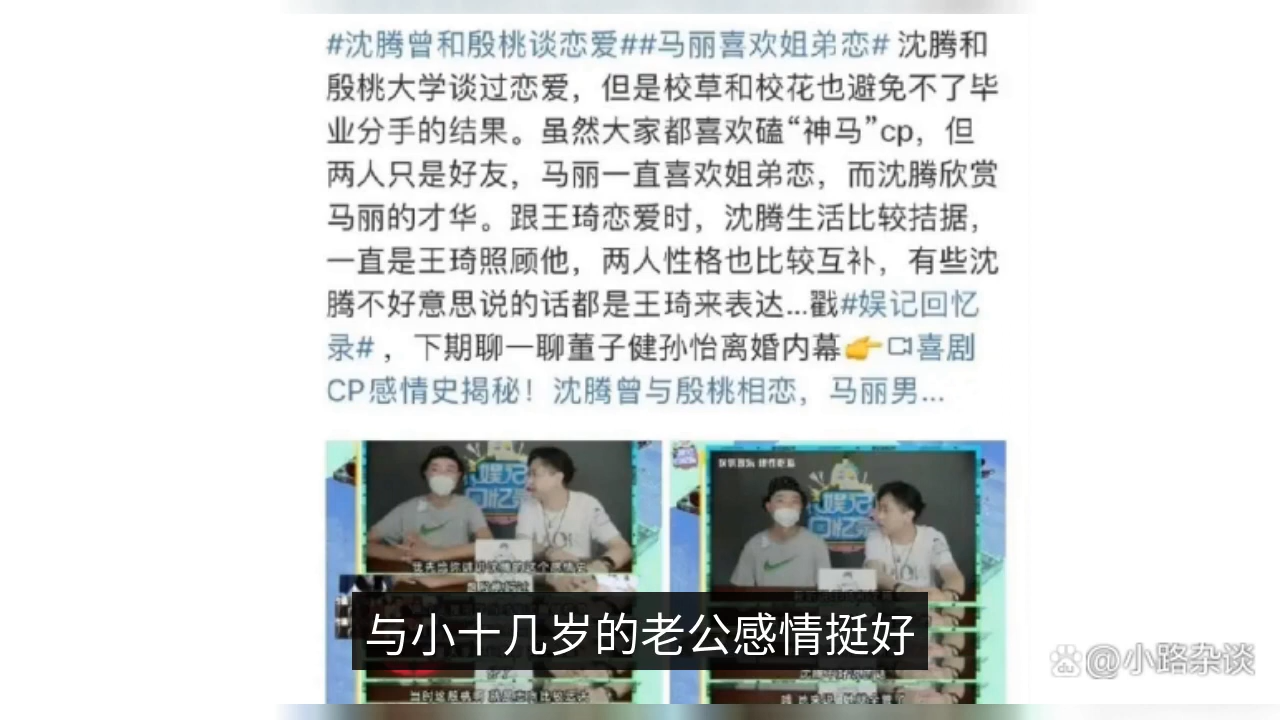 #沈腾曾和殷桃谈恋爱##马丽喜欢姐弟恋# 沈腾和
殷桃大学谈过恋爱，但是校草和校花也避免不了毕
业分手的结果。虽然大家都喜欢磕“神马”cp，但
两人只是好友，马丽一直喜欢姐弟恋，而沈腾欣赏
马丽的才华。跟王琦恋爱时，沈腾生活比较拮据，
一直是王琦照顾他，两人性格也比较互补，有些沈
腾不好意思说的话都是王琦来表达...戳#娱记回忆
录# ，下期聊一聊董子健孙怡离婚内幕👉喜剧
CP感情史揭秘！沈腾曾与殷桃相恋，马丽男...
娱记
回忆
娱记
回忆
与小十几岁的老公感情挺好
@小路杂谈